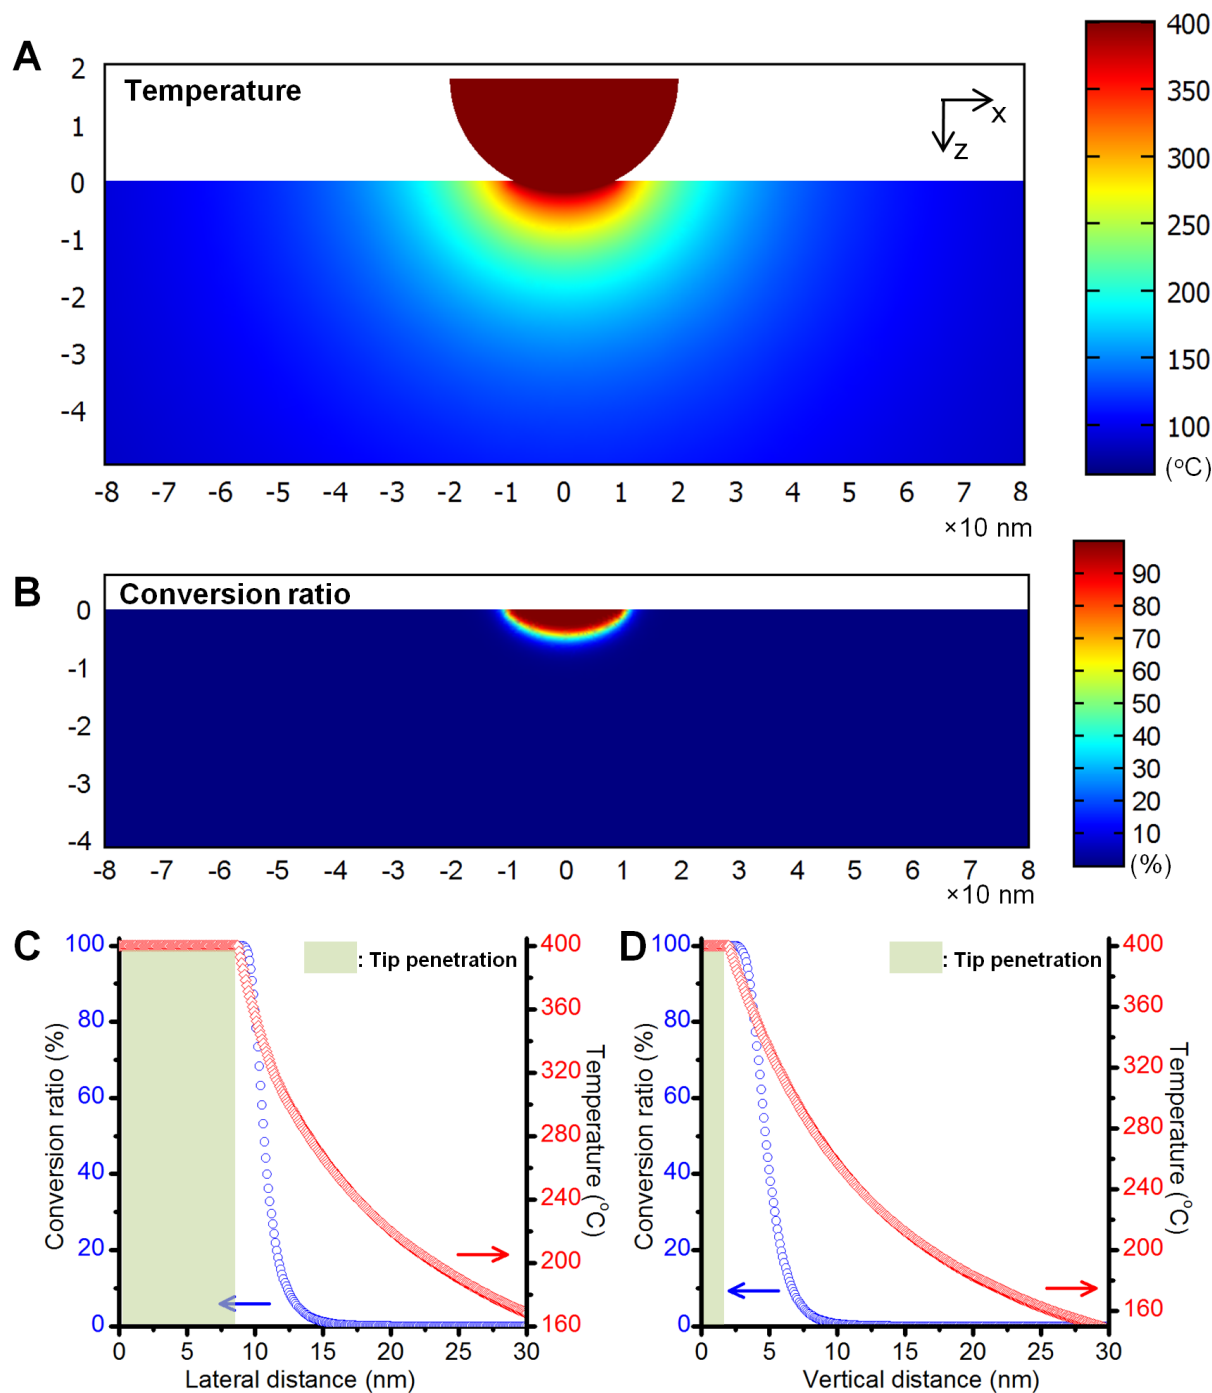 A
Temperature
2
1
0
-1
-2
-3
-4
x
z
-8 -7 -6 -5 -4 -3 -2 -1 0 1 2 3 4 5 6 7 8
×10 nm
400
350
300
250
200
150
100
(°C)
B
Conversion ratio
0
-1
-2
-3
-4
-8 -7 -6 -5 -4 -3 -2 -1 0 1 2 3 4 5 6 7 8
×10 nm
90
80
70
60
50
40
30
20
10
(%)
C
Conversion ratio (%)
100
80
60
40
20
0
: Tip penetration
400
360
320
280
240
200
160
Temperature (°C)
0 5 10 15 20 25 30
Lateral distance (nm)
D
Conversion ratio (%)
100
80
60
40
20
0
: Tip penetration
400
360
320
280
240
200
160
Temperature (°C)
0 5 10 15 20 25 30
Vertical distance (nm)